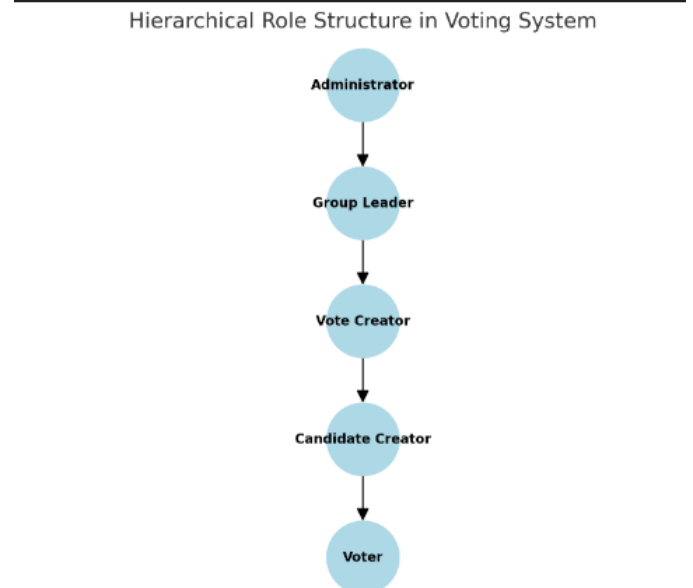 Hierarchical Role Structure in Voting System
Administrator
Group Leader
Vote Creator
Candidate Creator
Voter